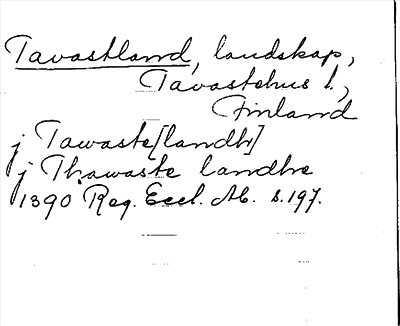 Tavastland, landskap,
Tavastehus l.,
Finland
j Tawaste[landh]
j Thawaste landhe
1390 Reg. Eccl. Ab. s. 197.